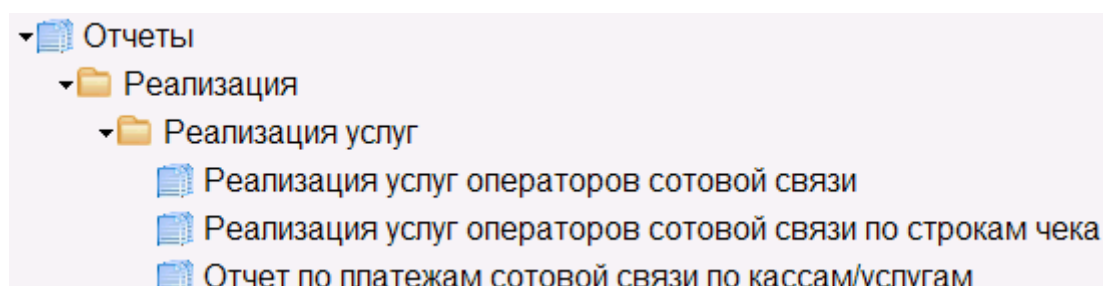 Отчеты
Реализация
Реализация услуг
Реализация услуг операторов сотовой связи
Реализация услуг операторов сотовой связи по строкам чека
Отчет по платежам сотовой связи по кассам/услугам